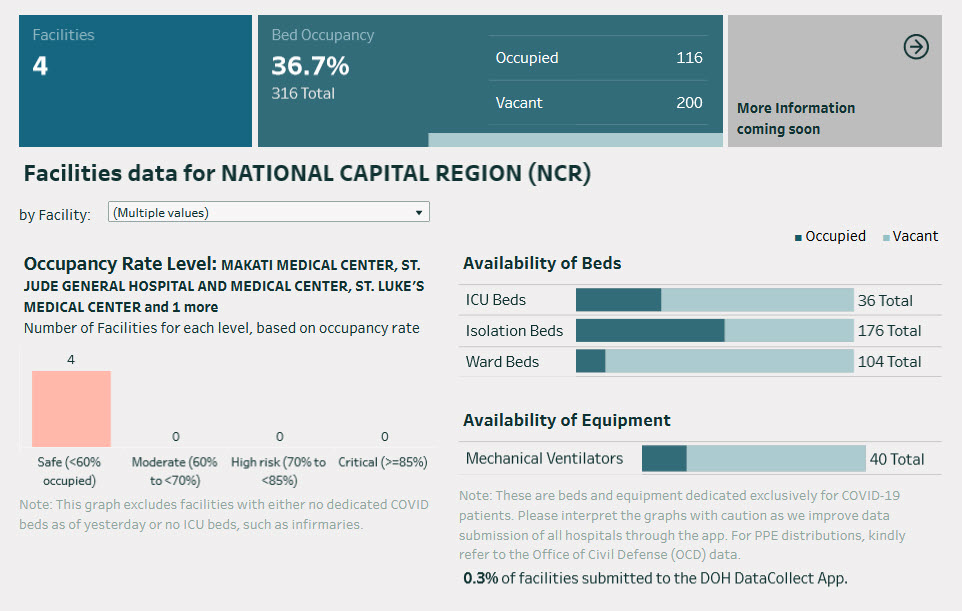 Facilities
4
Bed Occupancy
36.7%
316 Total
Occupied 116
Vacant 200
More Information
coming soon
Facilities data for NATIONAL CAPITAL REGION (NCR)
by Facility: (Multiple values)
Occupied Vacant
Occupancy Rate Level: MAKATI MEDICAL CENTER, ST.
JUDE GENERAL HOSPITAL AND MEDICAL CENTER, ST. LUKE'S
MEDICAL CENTER and 1 more
Number of Facilities for each level, based on occupancy rate
4
0
0
0
Safe (<60%
occupied)
Moderate (60%
to <70%)
High risk (70% to
<85%)
Critical (>=85%)
Note: This graph excludes facilities with either no dedicated COVID
beds as of yesterday or no ICU beds, such as infirmaries.
Availability of Beds
ICU Beds 36 Total
Isolation Beds 176 Total
Ward Beds 104 Total
Availability of Equipment
Mechanical Ventilators 40 Total
Note: These are beds and equipment dedicated exclusively for COVID-19
patients. Please interpret the graphs with caution as we improve data
submission of all hospitals through the app. For PPE distributions, kindly
refer to the Office of Civil Defense (OCD) data.
0.3% of facilities submitted to the DOH DataCollect App.